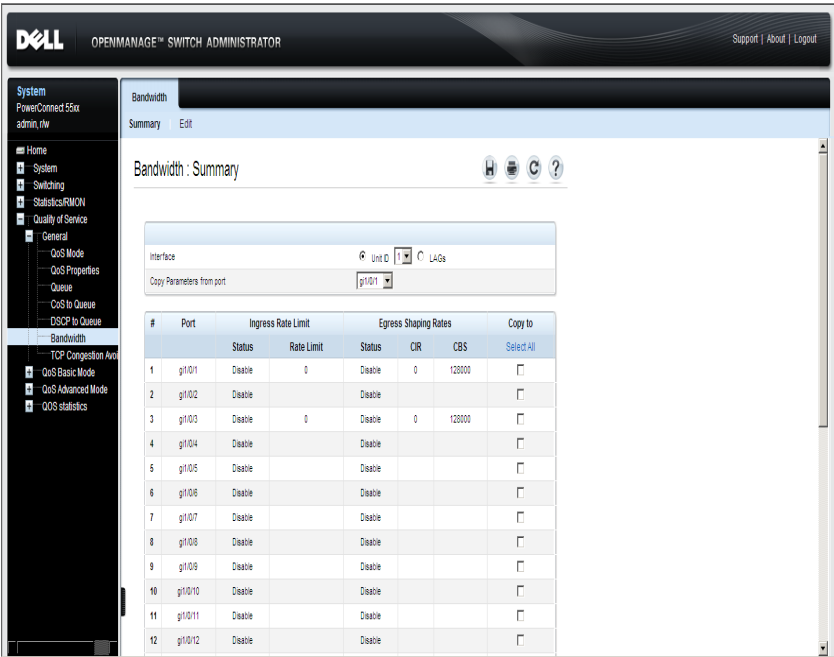 DELL OPENMANAGE™ SWITCH ADMINISTRATOR Support | About | Logout
System
PowerConnect 55xx
admin, r/w
Home
System
Switching
Statistics/RMON
Quality of Service
General
QoS Mode
QoS Properties
Queue
CoS to Queue
DSCP to Queue
Bandwidth
TCP Congestion Avoi
QoS Basic Mode
QoS Advanced Mode
QOS statistics
Bandwidth
Summary Edit
Bandwidth : Summary
H C ?
Interface Unit ID 1 LAGs
Copy Parameters from port gi1/0/1
# Port Ingress Rate Limit Egress Shaping Rates Copy to
Status Rate Limit Status CIR CBS Select All
1 gi1/0/1 Disable 0 Disable 0 128000
2 gi1/0/2 Disable Disable
3 gi1/0/3 Disable 0 Disable 0 128000
4 gi1/0/4 Disable Disable
5 gi1/0/5 Disable Disable
6 gi1/0/6 Disable Disable
7 gi1/0/7 Disable Disable
8 gi1/0/8 Disable Disable
9 gi1/0/9 Disable Disable
10 gi1/0/10 Disable Disable
11 gi1/0/11 Disable Disable
12 gi1/0/12 Disable Disable